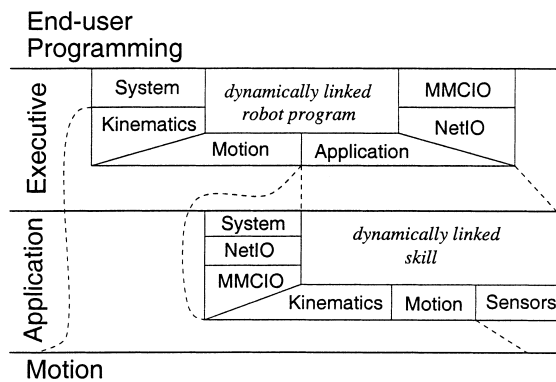 End-user
Programming
Executive
System
dynamically linked
robot program
MMCIO
Kinematics
NetIO
Motion
Application
Application
System
NetIO
MMCIO
dynamically linked
skill
Kinematics
Motion
Sensors
Motion